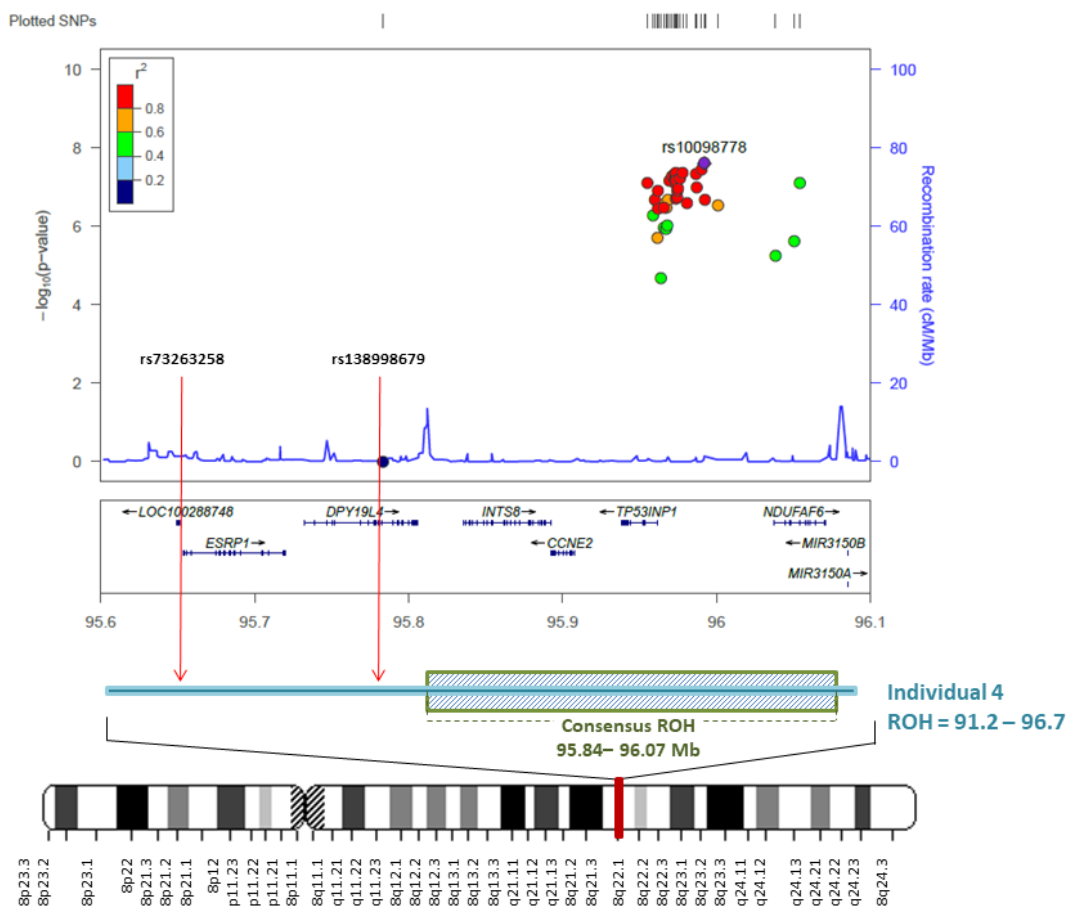 Plotted SNPs
r2
0.8
0.6
0.4
0.2
10
8
6
4
2
0
−log10(p−value)
100
80
60
40
20
0
Recombination rate (cM/Mb)
rs10098778
rs73263258
rs138998679
←LOC100288748
DPY19L4→
INTS8→
←TP53INP1
NDUFAF6→
ESRP1→
←CCNE2
←MIR3150B
MIR3150A→
95.6
95.7
95.8
95.9
96
96.1
Individual 4
ROH = 91.2 – 96.7
Consensus ROH
95.84– 96.07 Mb
8p23.3
8p23.2
8p23.1
8p22
8p21.3
8p21.2
8p21.1
8p12
p11.23
p11.22
p11.21
8p11.1
8q11.1
q11.21
q11.22
q11.23
8q12.1
8q12.2
8q12.3
8q13.1
8q13.2
8q13.3
q21.11
q21.12
q21.13
8q21.2
8q21.3
8q22.1
8q22.2
8q22.3
8q23.1
8q23.2
8q23.3
q24.11
q24.12
q24.13
q24.21
q24.22
q24.23
8q24.3